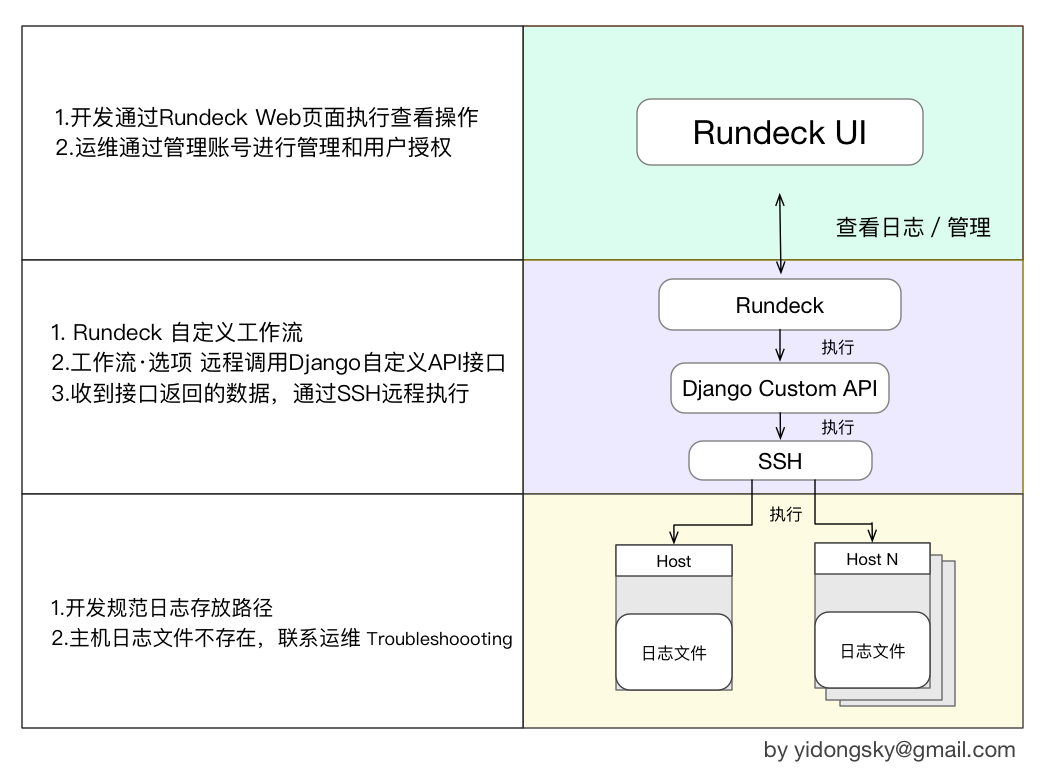 1.开发通过Rundeck Web页面执行查看操作
2.运维通过管理账号进行管理和用户授权
Rundeck UI
查看日志 / 管理
1. Rundeck 自定义工作流
2.工作流·选项 远程调用Django自定义API接口
3.收到接口返回的数据，通过SSH远程执行
Rundeck
执行
Django Custom API
执行
SSH
执行
Host
Host N
1.开发规范日志存放路径
2.主机日志文件不存在，联系运维 Troubleshoooting
日志文件
日志文件
by yidongsky@gmail.com